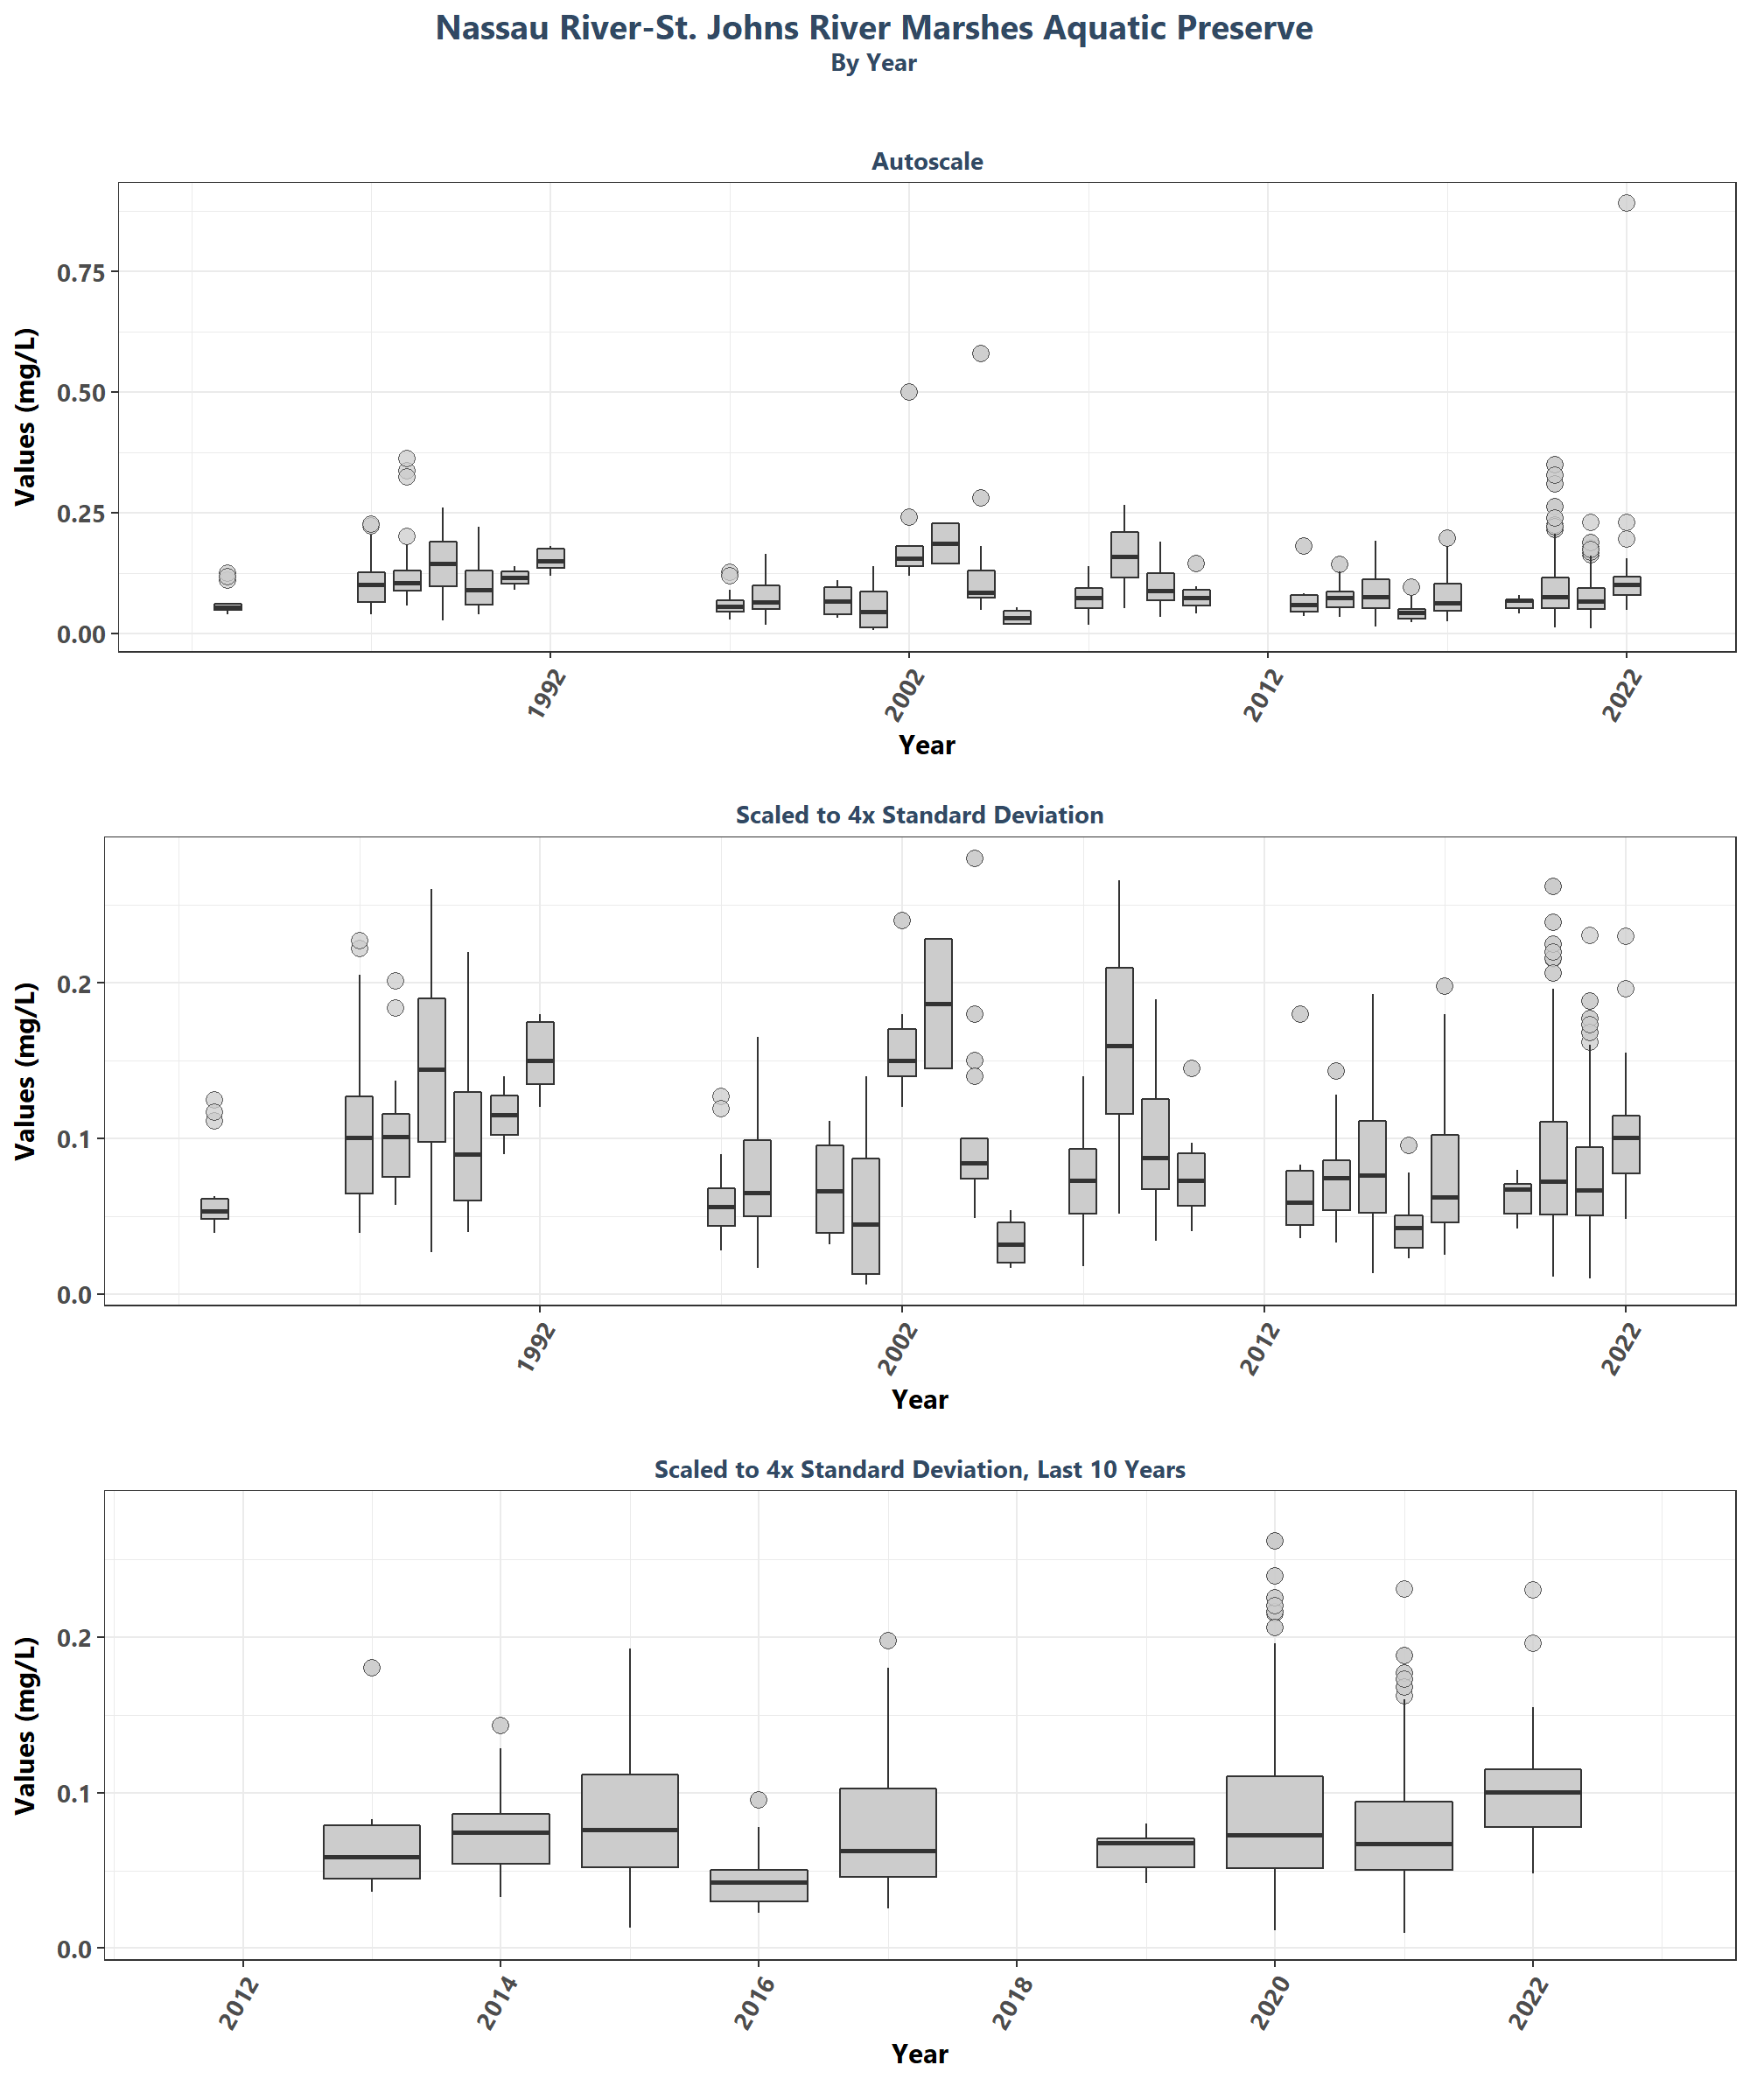 Nassau River-St. Johns River Marshes Aquatic Preserve
By Year
Autoscale
Values (mg/L)
0.75
0.50
0.25
0.00
1992
2002
2012
2022
Year
Scaled to 4x Standard Deviation
Values (mg/L)
0.2
0.1
0.0
1992
2002
2012
2022
Year
Scaled to 4x Standard Deviation, Last 10 Years
Values (mg/L)
0.2
0.1
0.0
2012
2014
2016
2018
2020
2022
Year